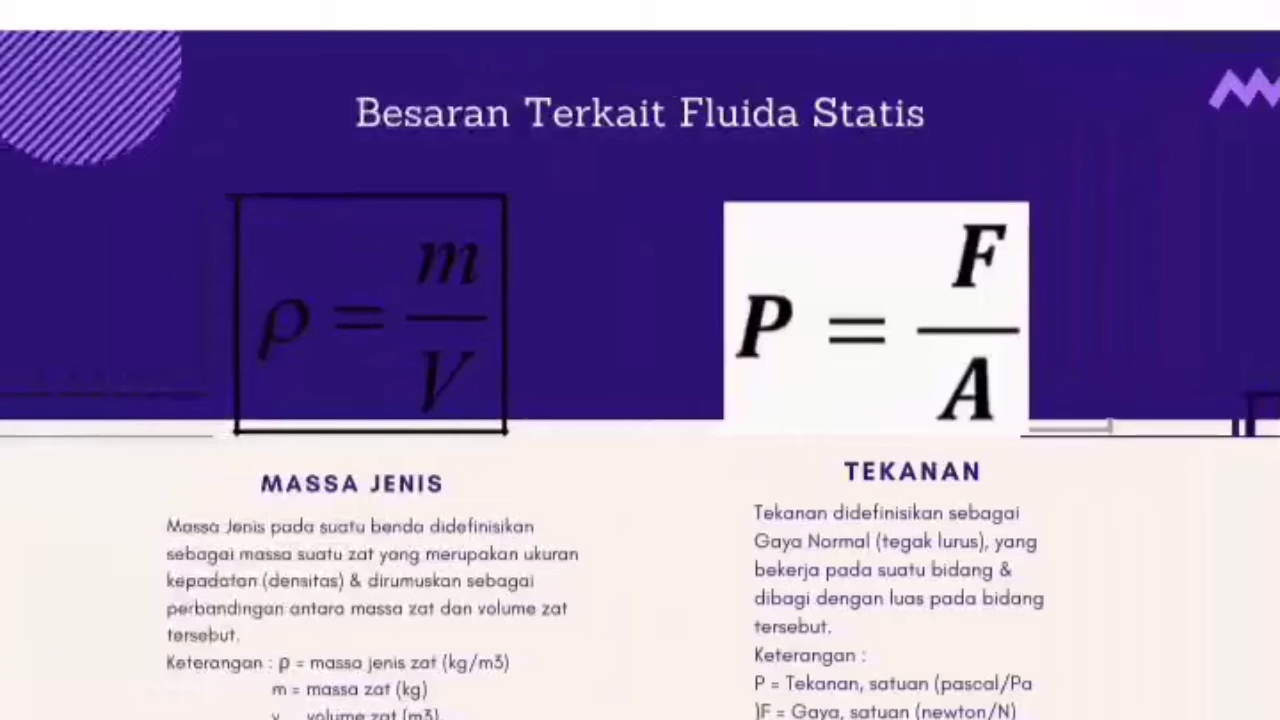 Besaran Terkait Fluida Statis
ρ = m / V
P = F / A
MASSA JENIS
Massa Jenis pada suatu benda didefinisikan
sebagai massa suatu zat yang merupakan ukuran
kepadatan (densitas) & dirumuskan sebagai
perbandingan antara massa zat dan volume zat
tersebut.
Keterangan : ρ = massa jenis zat (kg/m3)
m = massa zat (kg)
v = volume zat (m3).
TEKANAN
Tekanan didefinisikan sebagai
Gaya Normal (tegak lurus), yang
bekerja pada suatu bidang &
dibagi dengan luas pada bidang
tersebut.
Keterangan :
P = Tekanan, satuan (pascal/Pa
)F = Gaya, satuan (newton/N)